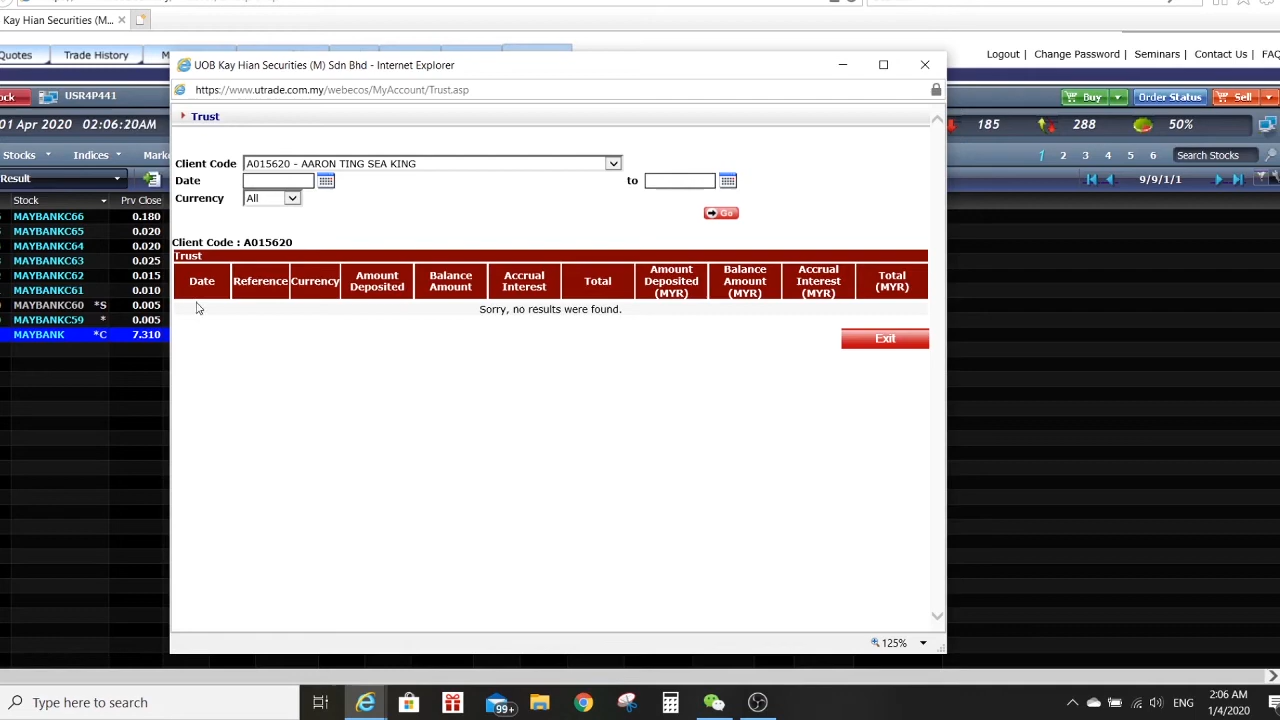 Kay Hian Securities (M...
Quotes
Trade History
Logout | Change Password | Seminars | Contact Us | FAQ
USR4P441
Buy
Order Status
Sell
01 Apr 2020 02:06:20AM
185
288
50%
Stocks
Indices
1 2 3 4 5 6
Search Stocks
Result
9/9/1/1
Stock
Prv Close
MAYBANKC66 0.180
MAYBANKC65 0.020
MAYBANKC64 0.020
MAYBANKC63 0.025
MAYBANKC62 0.015
MAYBANKC61 0.010
MAYBANKC60 *S 0.005
MAYBANKC59 * 0.005
MAYBANK *C 7.310
UOB Kay Hian Securities (M) Sdn Bhd - Internet Explorer
https://www.utrade.com.my/webecos/MyAccount/Trust.asp
Trust
Client Code A015620 - AARON TING SEA KING
Date to
Currency All
Go
Client Code : A015620
Trust
Date
Reference
Currency
Amount Deposited
Balance Amount
Accrual Interest
Total
Amount Deposited (MYR)
Balance Amount (MYR)
Accrual Interest (MYR)
Total (MYR)
Sorry, no results were found.
Exit
125%
Type here to search
99+
ENG
2:06 AM
1/4/2020